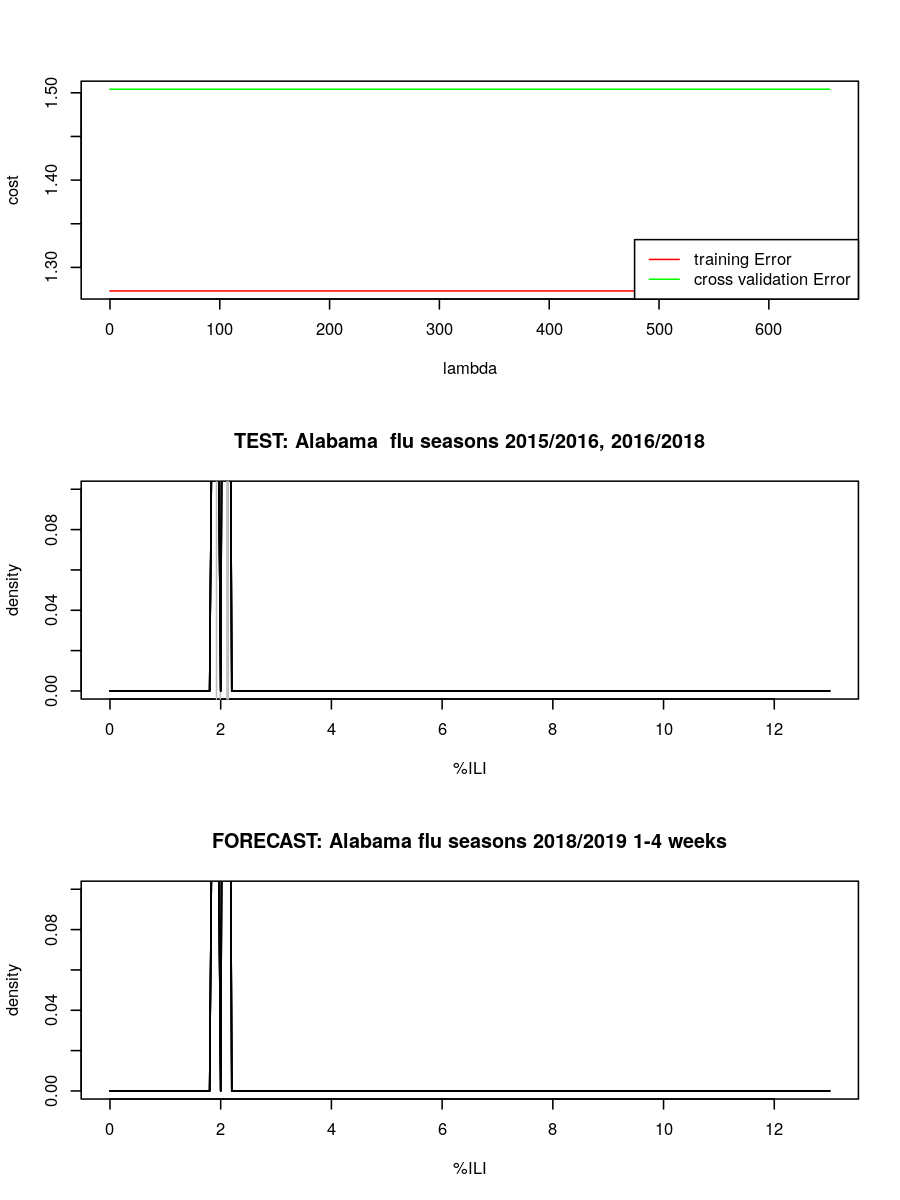 1.50
1.40
1.30
cost
training Error
cross validation Error
0 100 200 300 400 500 600
lambda
TEST: Alabama  flu seasons 2015/2016, 2016/2018
0.08
0.04
0.00
density
0 2 4 6 8 10 12
%ILI
FORECAST: Alabama flu seasons 2018/2019 1-4 weeks
0.08
0.04
0.00
density
0 2 4 6 8 10 12
%ILI